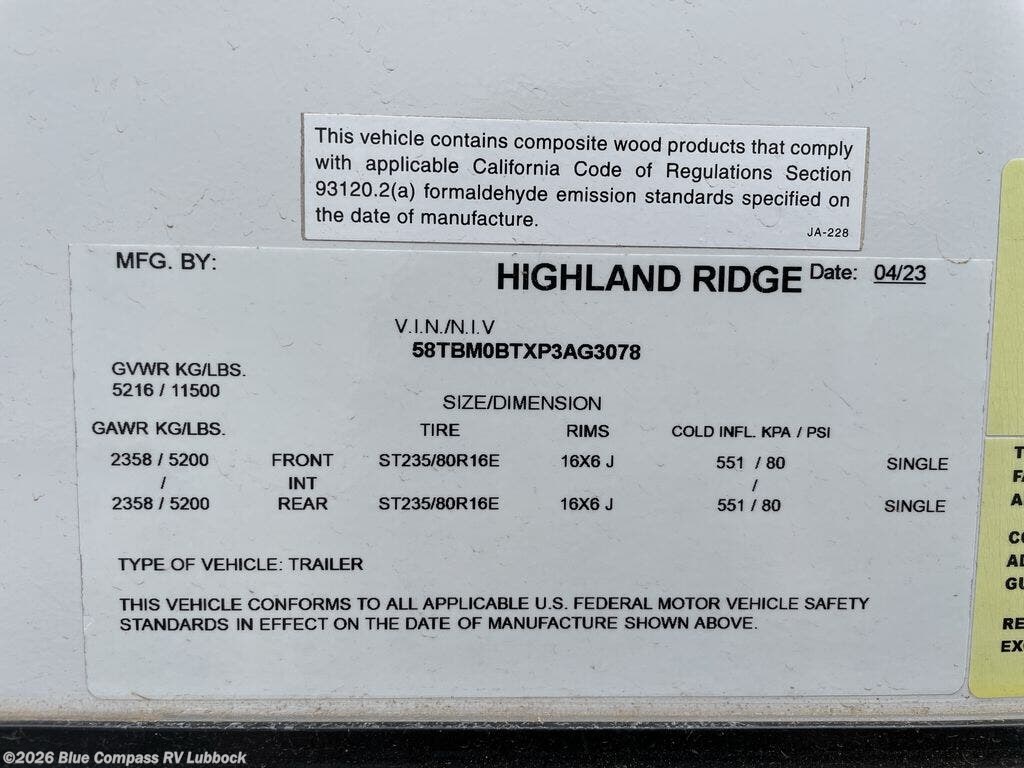 This vehicle contains composite wood products that comply
with applicable California Code of Regulations Section
93120.2(a) formaldehyde emission standards specified on
the date of manufacture.
JA-228
MFG. BY: HIGHLAND RIDGE Date: 04/23
V.I.N./N.I.V
58TBM0BTXP3AG3078
GVWR KG/LBS.
5216 / 11500
SIZE/DIMENSION
GAWR KG/LBS. TIRE RIMS COLD INFL. KPA / PSI
2358 / 5200 FRONT ST235/80R16E 16X6 J 551 / 80 SINGLE
/ INT /
2358 / 5200 REAR ST235/80R16E 16X6 J 551 / 80 SINGLE
TYPE OF VEHICLE: TRAILER
THIS VEHICLE CONFORMS TO ALL APPLICABLE U.S. FEDERAL MOTOR VEHICLE SAFETY
STANDARDS IN EFFECT ON THE DATE OF MANUFACTURE SHOWN ABOVE.
©2026 Blue Compass RV Lubbock